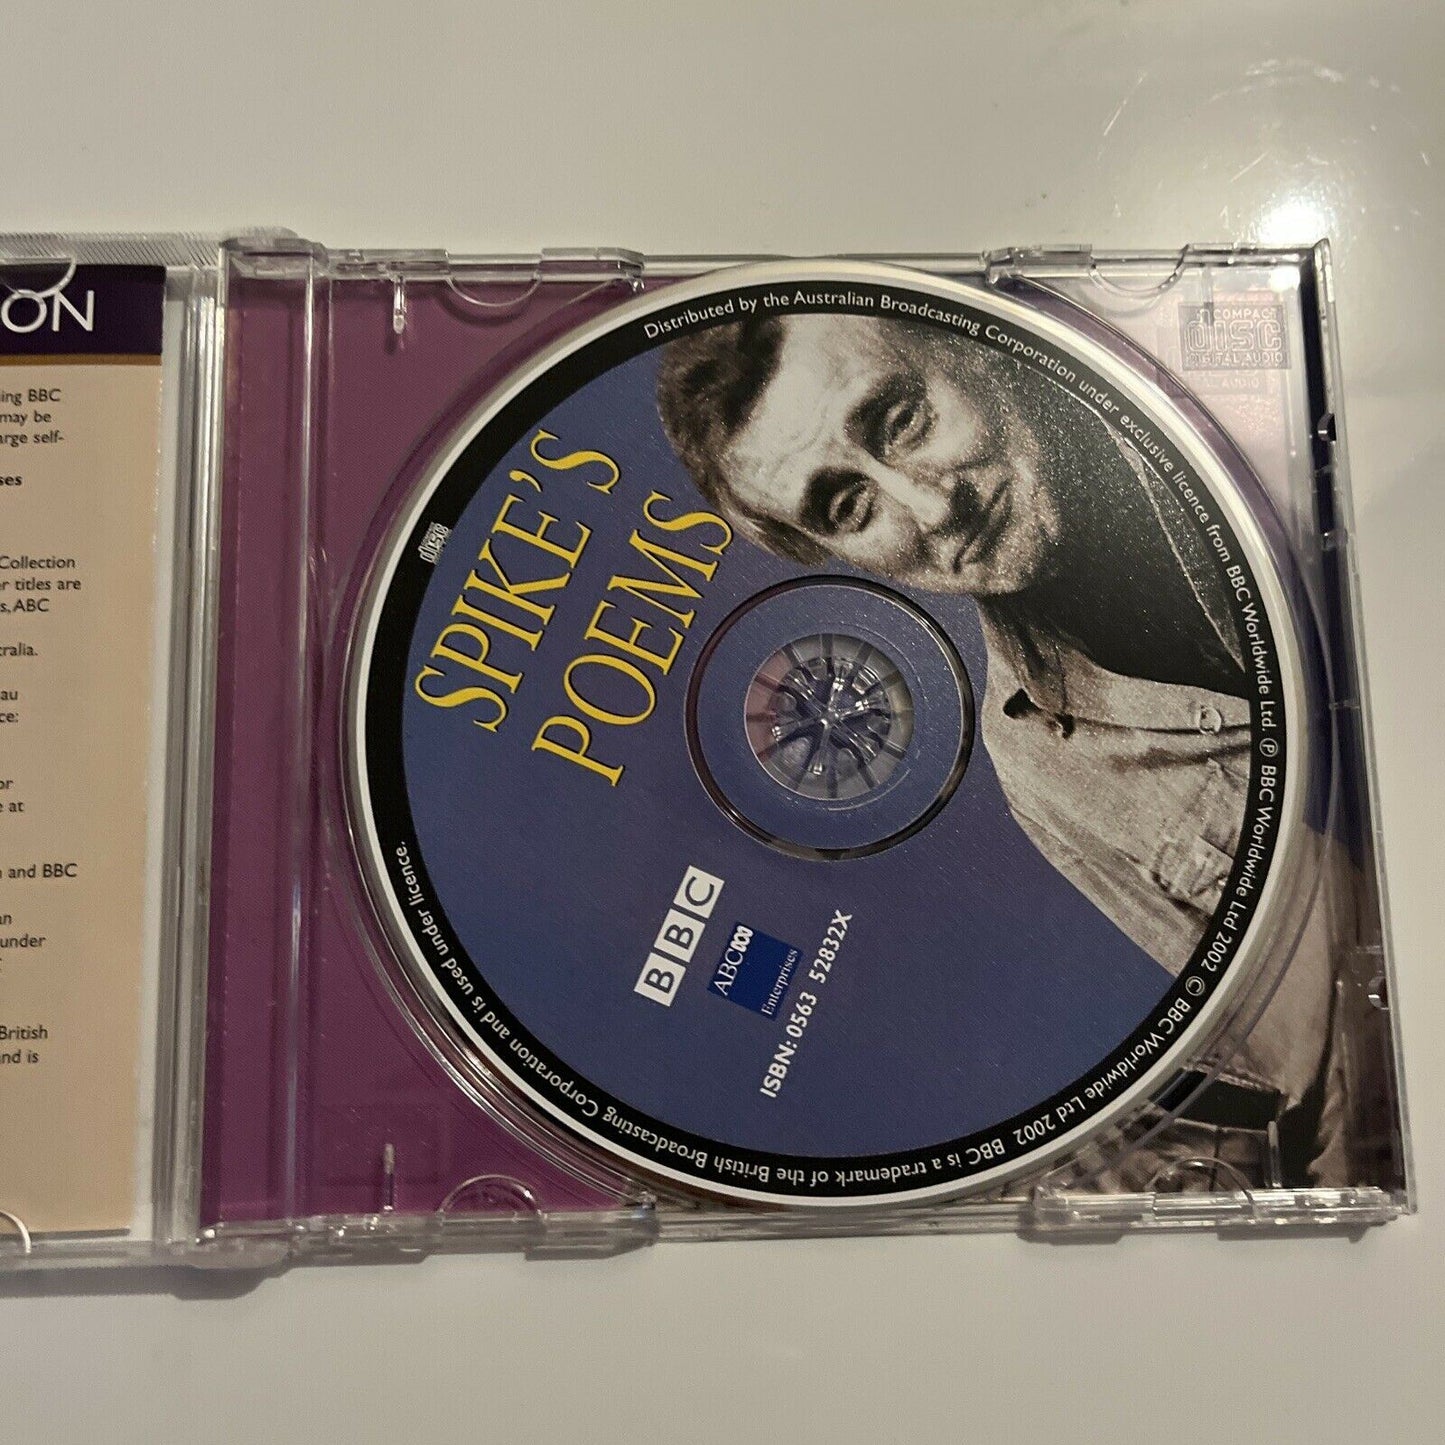 ON
ing BBC
may be
arge self-
ses
Collection
r titles are
s, ABC
ralia.
au
ce:
or
e at
n and BBC
an
under
British
nd is
SPIKE'S
POEMS
Distributed by the Australian Broadcasting Corporation under exclusive licence from BBC Worldwide Ltd. Ⓟ BBC Worldwide Ltd 2002 © BBC Worldwide Ltd 2002. BBC is a trademark of the British Broadcasting Corporation and is used under licence.
COMPACT
disc
BBC
ABC
Enterprises
ISBN: 0563 52832X
COMPACT
disc
DIGITAL AUDIO